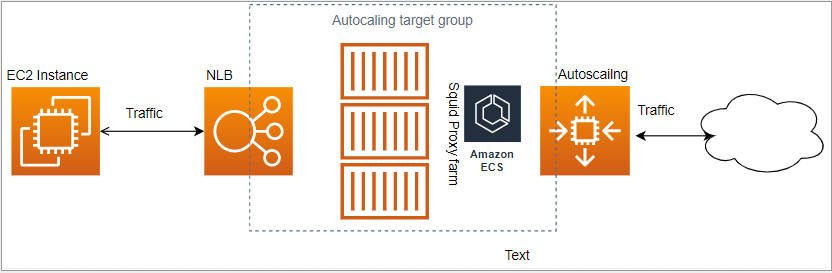 Autocaling target group
EC2 Instance
NLB
Autoscailng
Traffic
Traffic
Squid Proxy farm
Amazon
ECS
Text